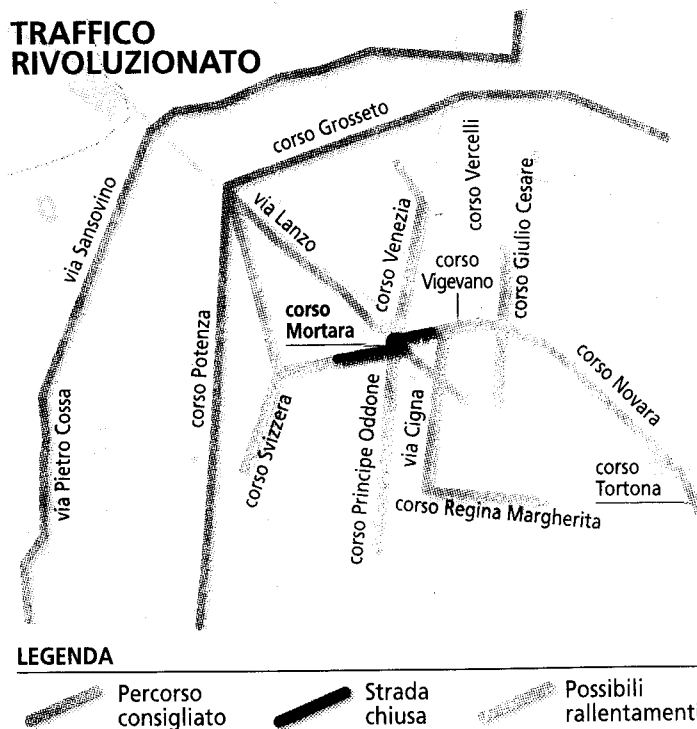 TRAFFICO
RIVOLUZIONATO
corso Grosseto
corso Vercelli
corso Giulio Cesare
via Sansovino
via Lanzo
corso Venezia
corso
Vigevano
corso
Mortara
corso Potenza
corso Novara
via Pietro Cossa
corso Svizzera
corso Principe Oddone
via Cigna
corso
Tortona
corso Regina Margherita
LEGENDA
Percorso
consigliato
Strada
chiusa
Possibili
rallentamenti